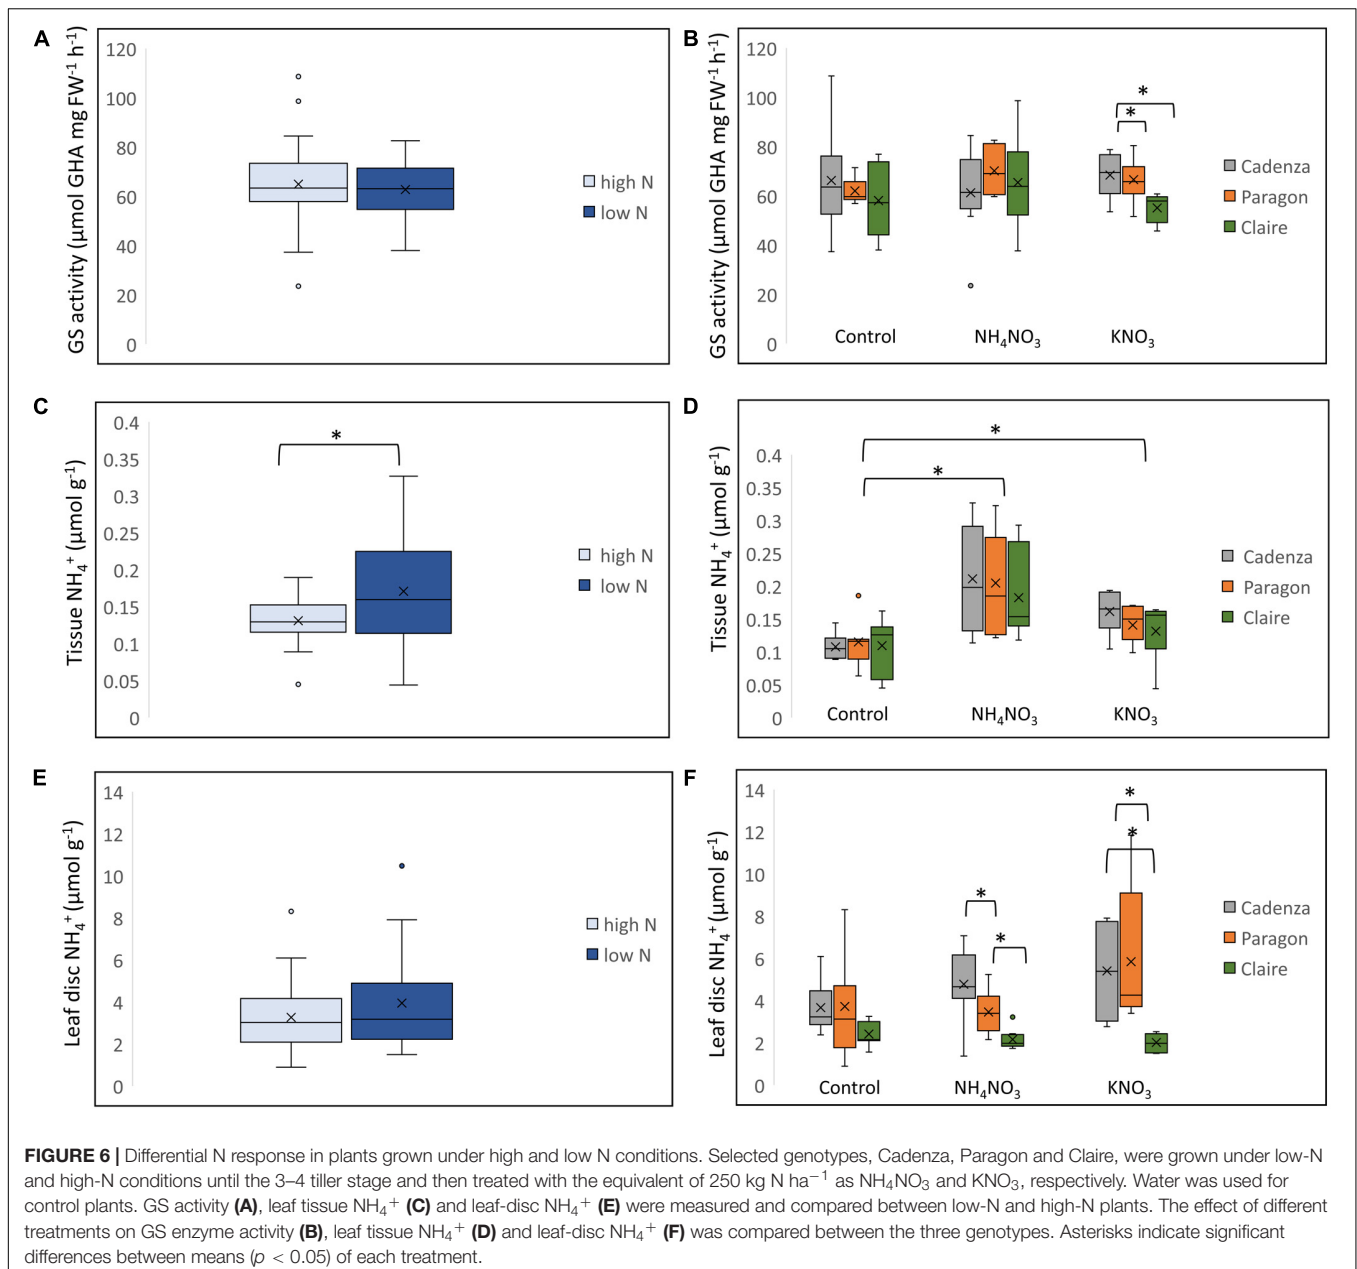 A
GS activity (µmol GHA mg FW⁻¹ h⁻¹)
120
100
80
60
40
20
0
high N
low N
B
GS activity (µmol GHA mg FW⁻¹ h⁻¹)
120
100
80
60
40
20
0
*
*
Control
NH₄NO₃
KNO₃
Cadenza
Paragon
Claire
C
Tissue NH₄⁺ (µmol g⁻¹)
0.4
0.35
0.3
0.25
0.2
0.15
0.1
0.05
0
*
high N
low N
D
Tissue NH₄⁺ (µmol g⁻¹)
0.4
0.35
0.3
0.25
0.2
0.15
0.1
0.05
0
*
*
Control
NH₄NO₃
KNO₃
Cadenza
Paragon
Claire
E
Leaf disc NH₄⁺ (µmol g⁻¹)
14
12
10
8
6
4
2
0
high N
low N
F
Leaf disc NH₄⁺ (µmol g⁻¹)
14
12
10
8
6
4
2
0
*
*
*
*
Control
NH₄NO₃
KNO₃
Cadenza
Paragon
Claire
FIGURE 6 | Differential N response in plants grown under high and low N conditions. Selected genotypes, Cadenza, Paragon and Claire, were grown under low-N
and high-N conditions until the 3–4 tiller stage and then treated with the equivalent of 250 kg N ha⁻¹ as NH4NO3 and KNO3, respectively. Water was used for
control plants. GS activity (A), leaf tissue NH₄⁺ (C) and leaf-disc NH₄⁺ (E) were measured and compared between low-N and high-N plants. The effect of different
treatments on GS enzyme activity (B), leaf tissue NH₄⁺ (D) and leaf-disc NH₄⁺ (F) was compared between the three genotypes. Asterisks indicate significant
differences between means (p < 0.05) of each treatment.